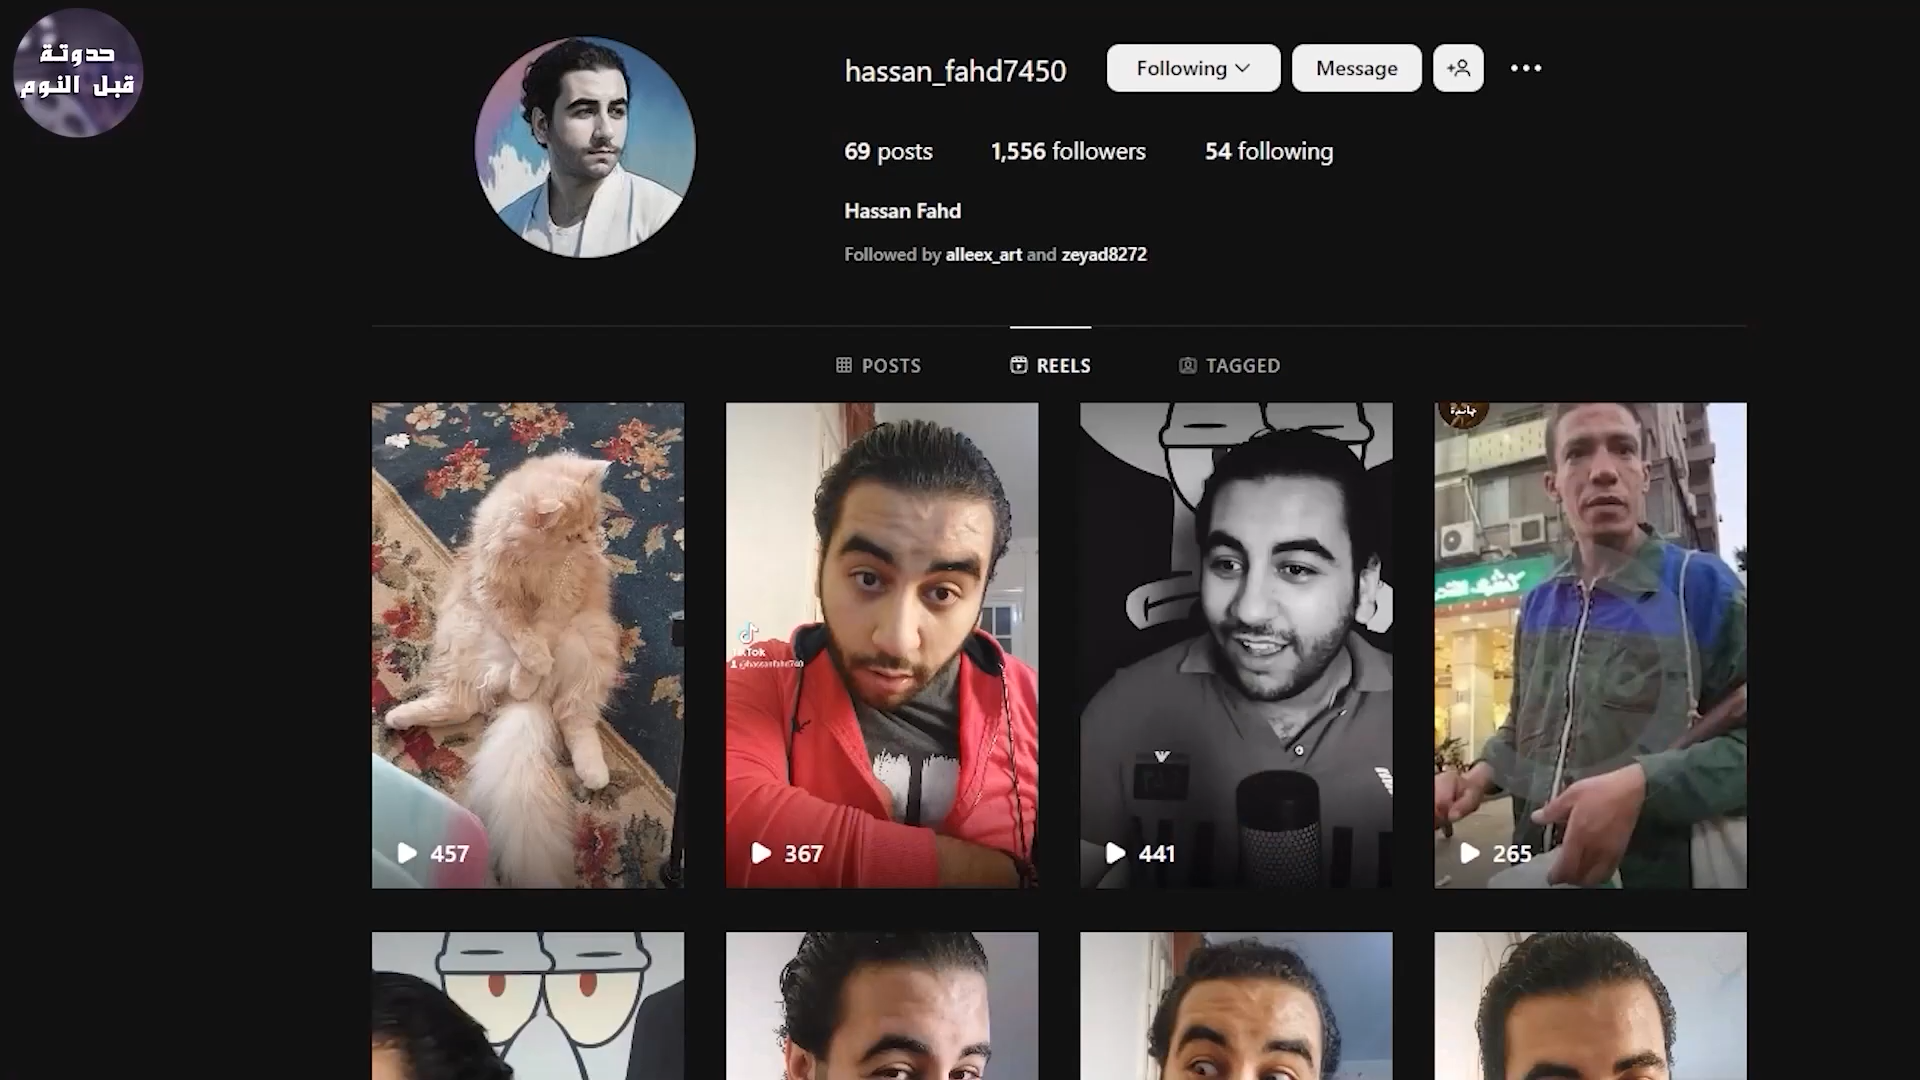 حدوتة
قبل النوم
hassan_fahd7450
Following
Message
69 posts
1,556 followers
54 following
Hassan Fahd
Followed by alleex_art and zeyad8272
POSTS
REELS
TAGGED
TikTok
457
367
441
265